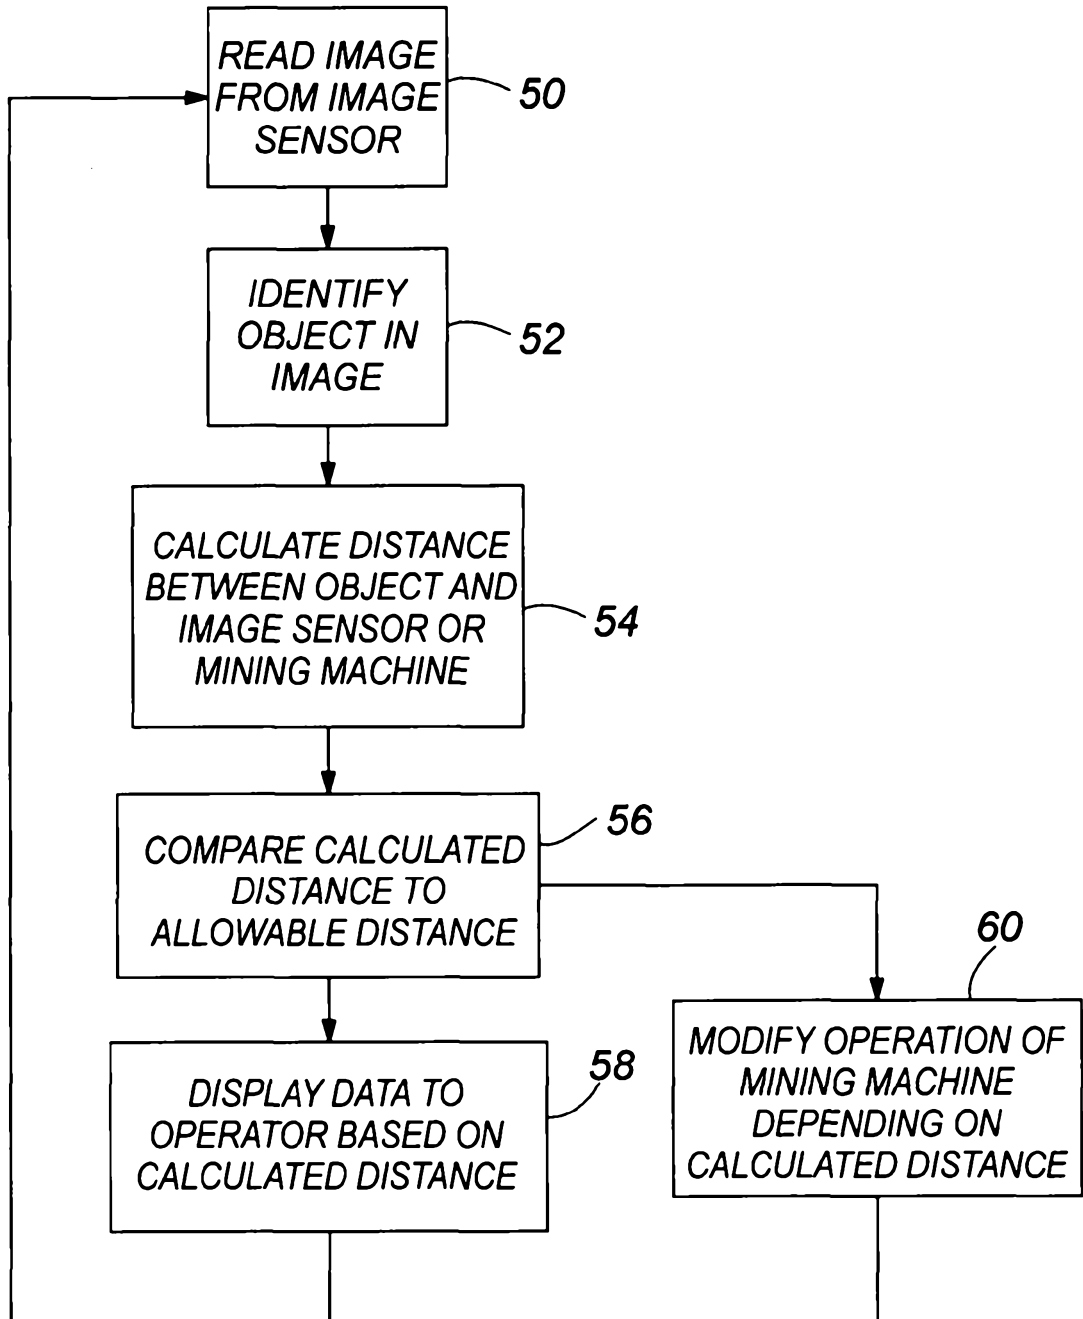 READ IMAGE
FROM IMAGE
SENSOR
50
IDENTIFY
OBJECT IN
IMAGE
52
CALCULATE DISTANCE
BETWEEN OBJECT AND
IMAGE SENSOR OR
MINING MACHINE
54
COMPARE CALCULATED
DISTANCE TO
ALLOWABLE DISTANCE
56
DISPLAY DATA TO
OPERATOR BASED ON
CALCULATED DISTANCE
58
60
MODIFY OPERATION OF
MINING MACHINE
DEPENDING ON
CALCULATED DISTANCE